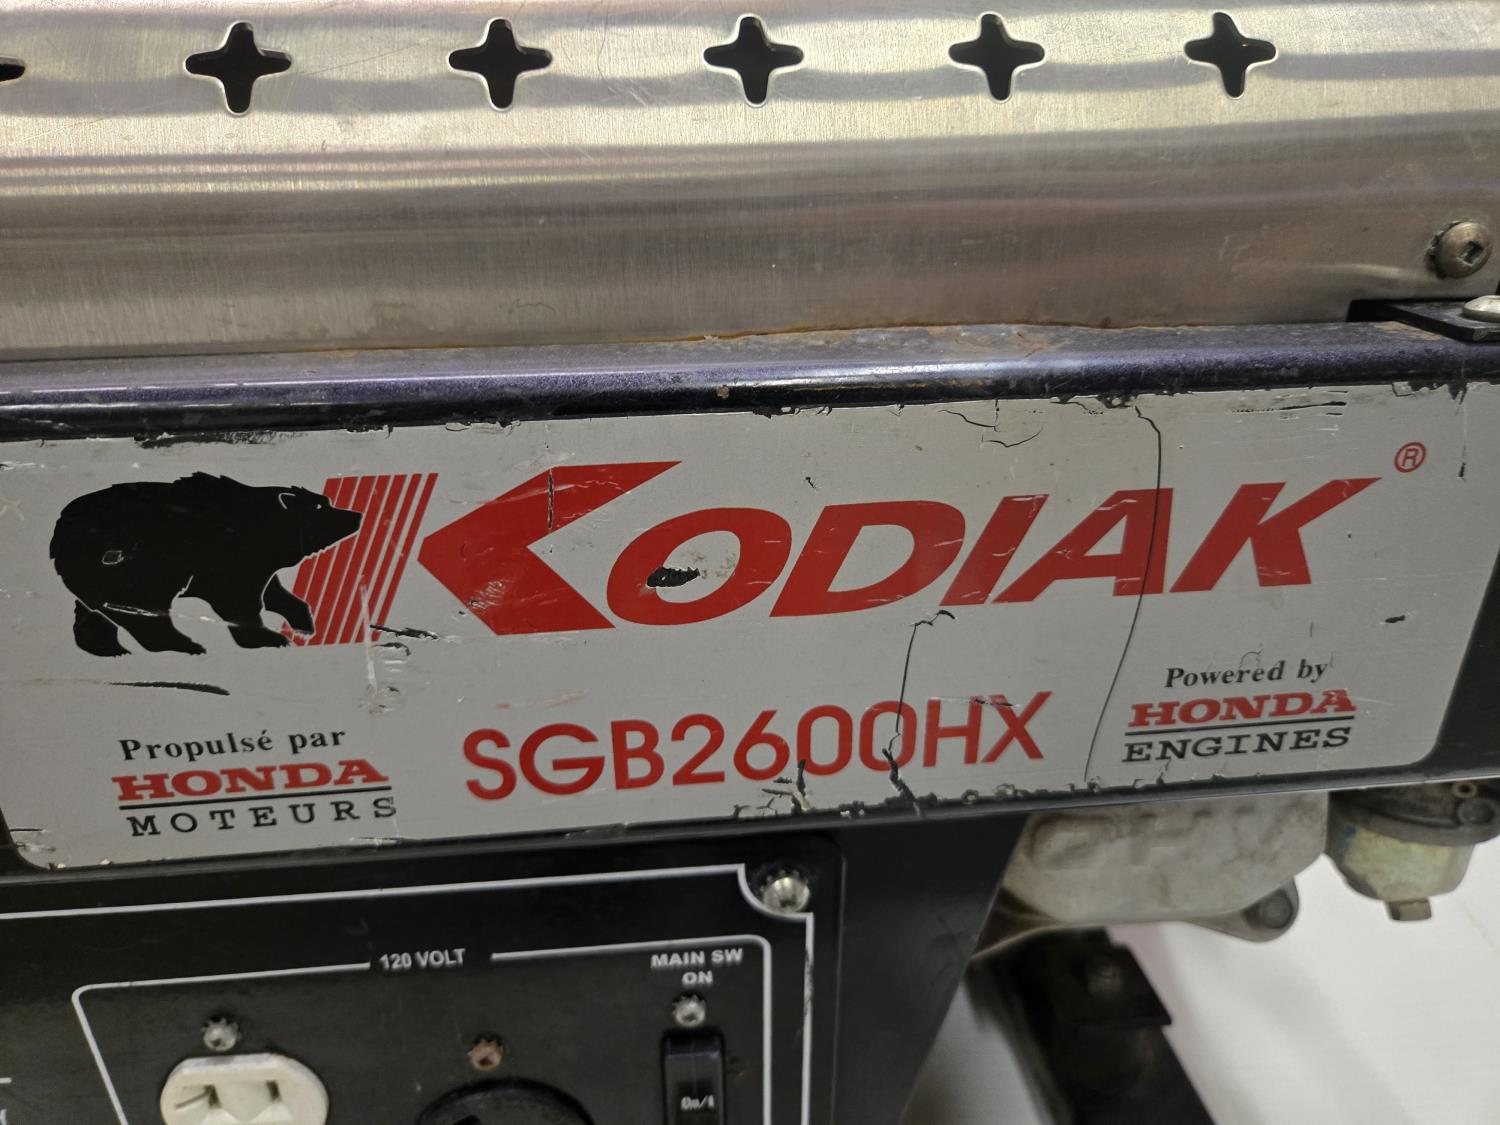 KODIAK ®
SGB2600HX
Propulsé par
HONDA
MOTEURS
Powered by
HONDA
ENGINES
120 VOLT
MAIN SW
ON
On/I